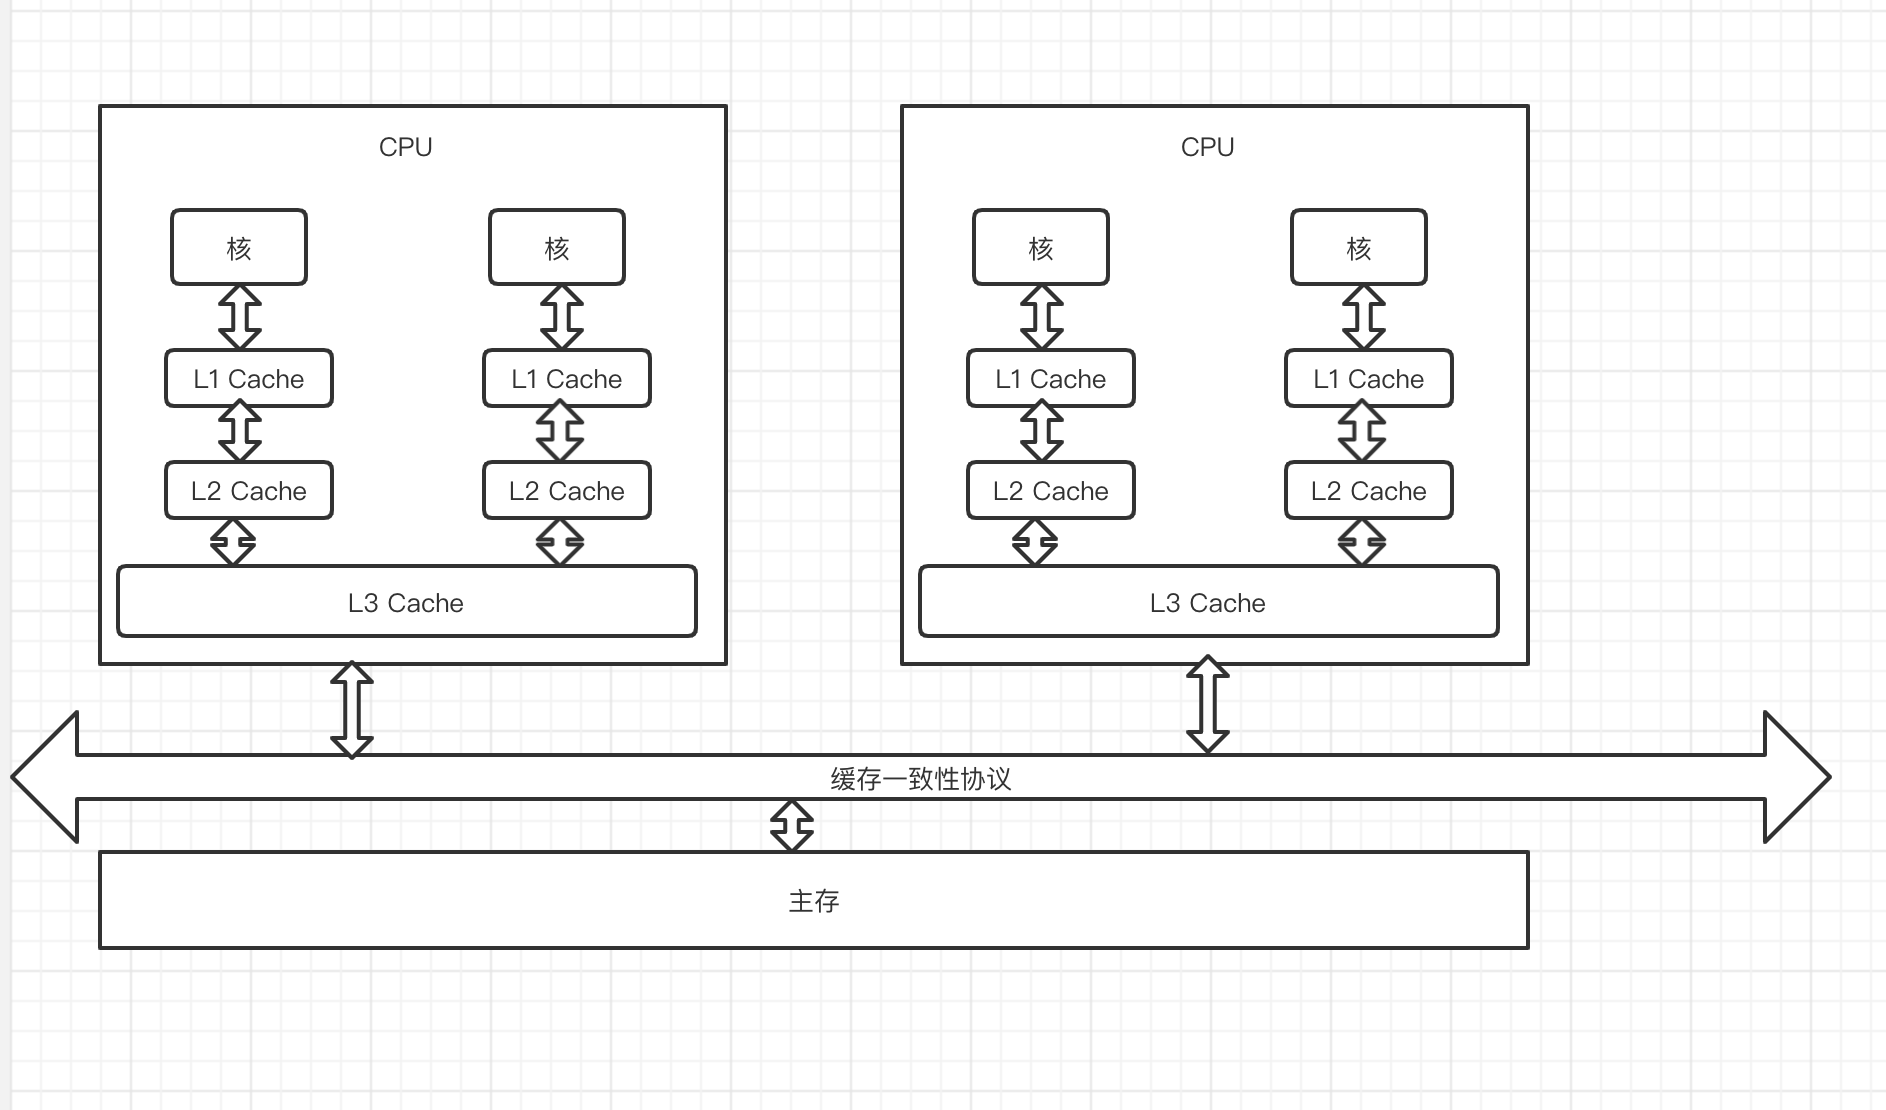 CPU
CPU
核
核
核
核
L1 Cache
L1 Cache
L1 Cache
L1 Cache
L2 Cache
L2 Cache
L2 Cache
L2 Cache
L3 Cache
L3 Cache
缓存一致性协议
主存